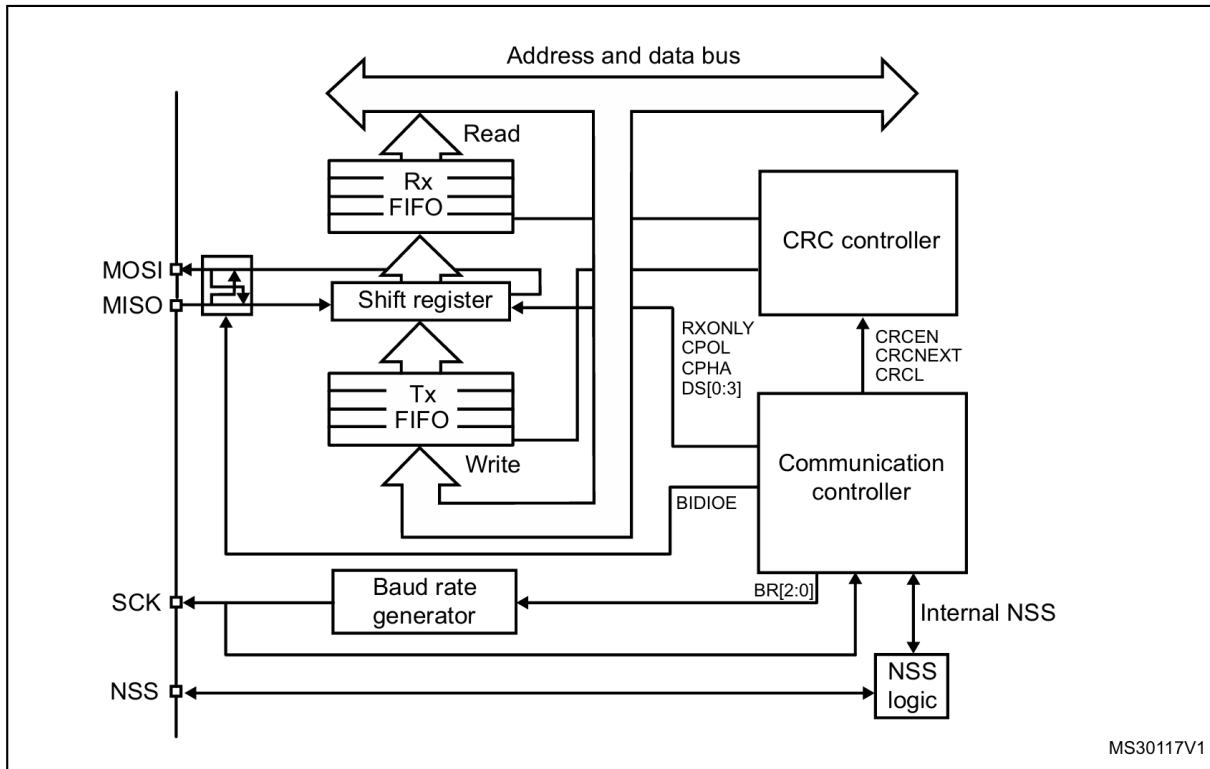 Address and data bus
Read
Rx
FIFO
CRC controller
MOSI
MISO
Shift register
RXONLY
CPOL
CPHA
DS[0:3]
CRCEN
CRCNEXT
CRCL
Tx
FIFO
Write
Communication
controller
BIDIOE
SCK
Baud rate
generator
BR[2:0]
Internal NSS
NSS
NSS
logic
MS30117V1